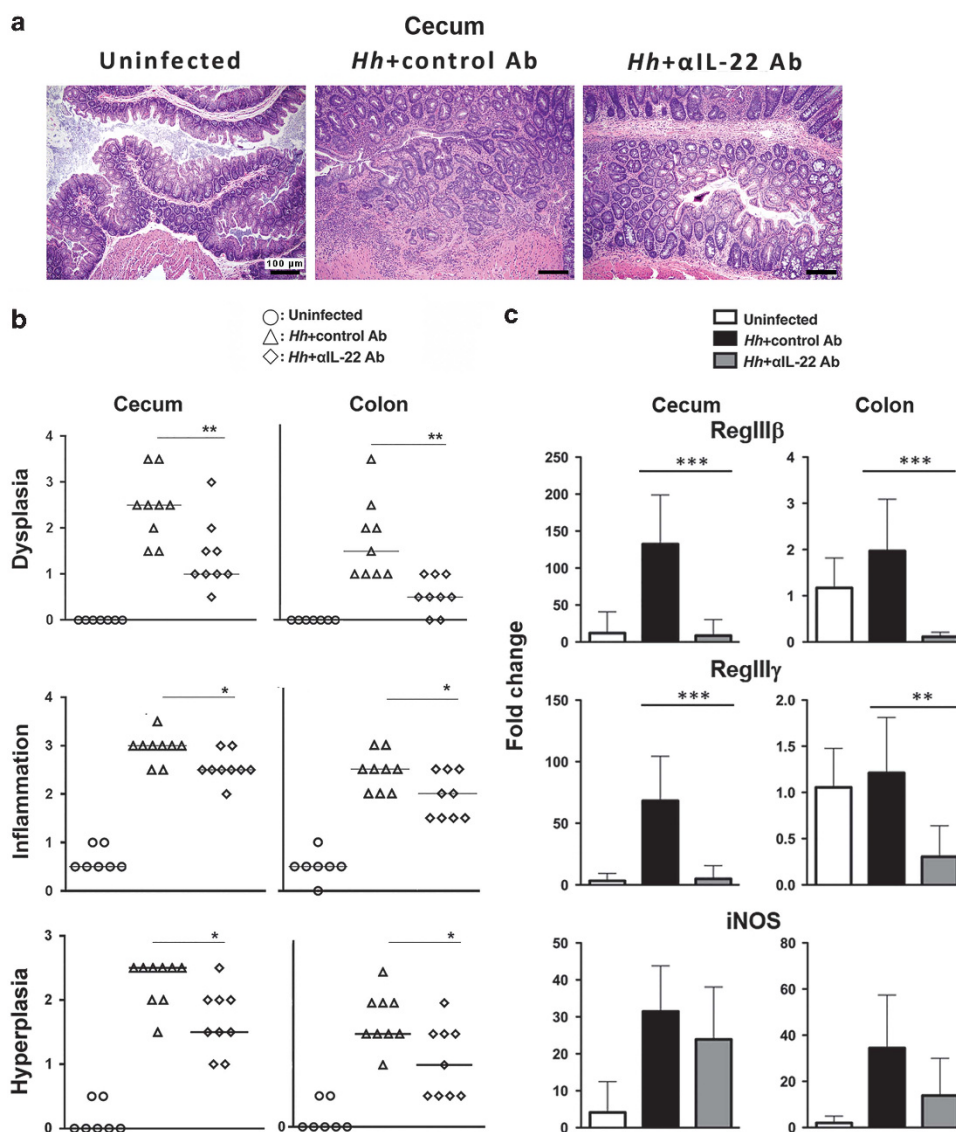 a
Cecum
Uninfected
Hh+control Ab
Hh+αIL-22 Ab
100 µm
b
○: Uninfected
△: Hh+control Ab
◇: Hh+αIL-22 Ab
Cecum
Colon
Dysplasia
4
3
2
1
0
**
**
Inflammation
4
3
2
1
0
*
*
Hyperplasia
3
2
1
0
0
*
*
c
Uninfected
Hh+control Ab
Hh+αIL-22 Ab
Cecum
Colon
RegIIIβ
Fold change
250
200
150
100
50
0
***
4
3
2
1
0
***
RegIIIγ
150
100
50
0
***
2.0
1.5
1.0
0.5
0.0
**
iNOS
50
40
30
20
10
0
80
60
40
20
0